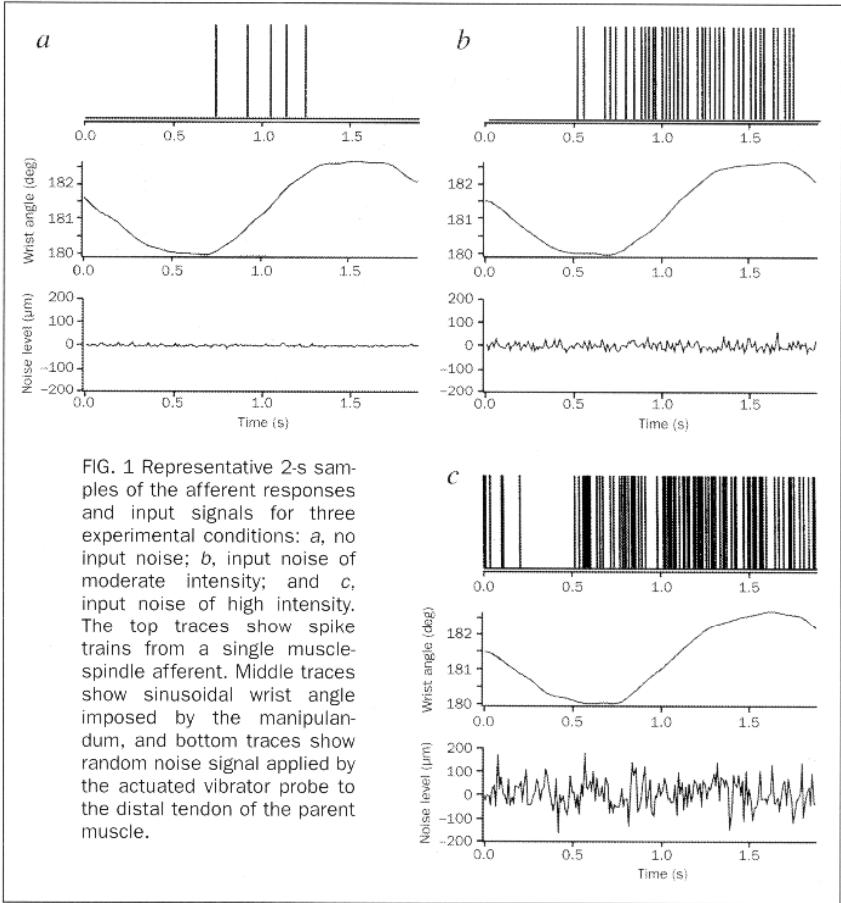 a
0.0 0.5 1.0 1.5
Wrist angle (deg)
182
181
180
0.0 0.5 1.0 1.5
Noise level (μm)
200
100
0
−100
−200
0.0 0.5 1.0 1.5
Time (s)
b
0.0 0.5 1.0 1.5
182
181
180
0.0 0.5 1.0 1.5
200
100
0
−100
−200
0.0 0.5 1.0 1.5
Time (s)
FIG. 1 Representative 2-s sam-
ples of the afferent responses
and input signals for three
experimental conditions: a, no
input noise; b, input noise of
moderate intensity; and c,
input noise of high intensity.
The top traces show spike
trains from a single muscle-
spindle afferent. Middle traces
show sinusoidal wrist angle
imposed by the manipulan-
dum, and bottom traces show
random noise signal applied by
the actuated vibrator probe to
the distal tendon of the parent
muscle.
c
0.0 0.5 1.0 1.5
Wrist angle (deg)
182
181
180
0.0 0.5 1.0 1.5
Noise level (μm)
200
100
0
−100
−200
0.0 0.5 1.0 1.5
Time (s)